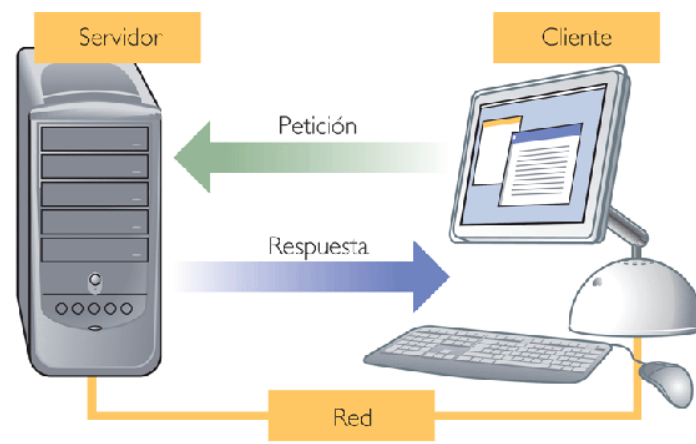 Servidor
Cliente
Petición
Respuesta
Red